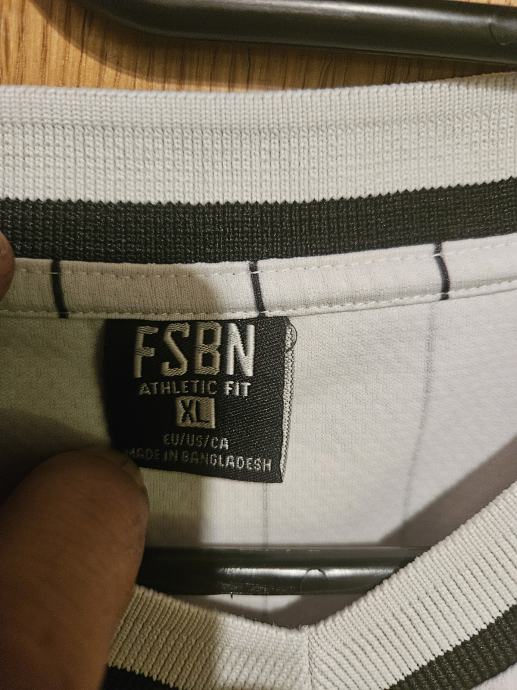 FSBN
ATHLETIC FIT
XL
EU/US/CA
MADE IN BANGLADESH